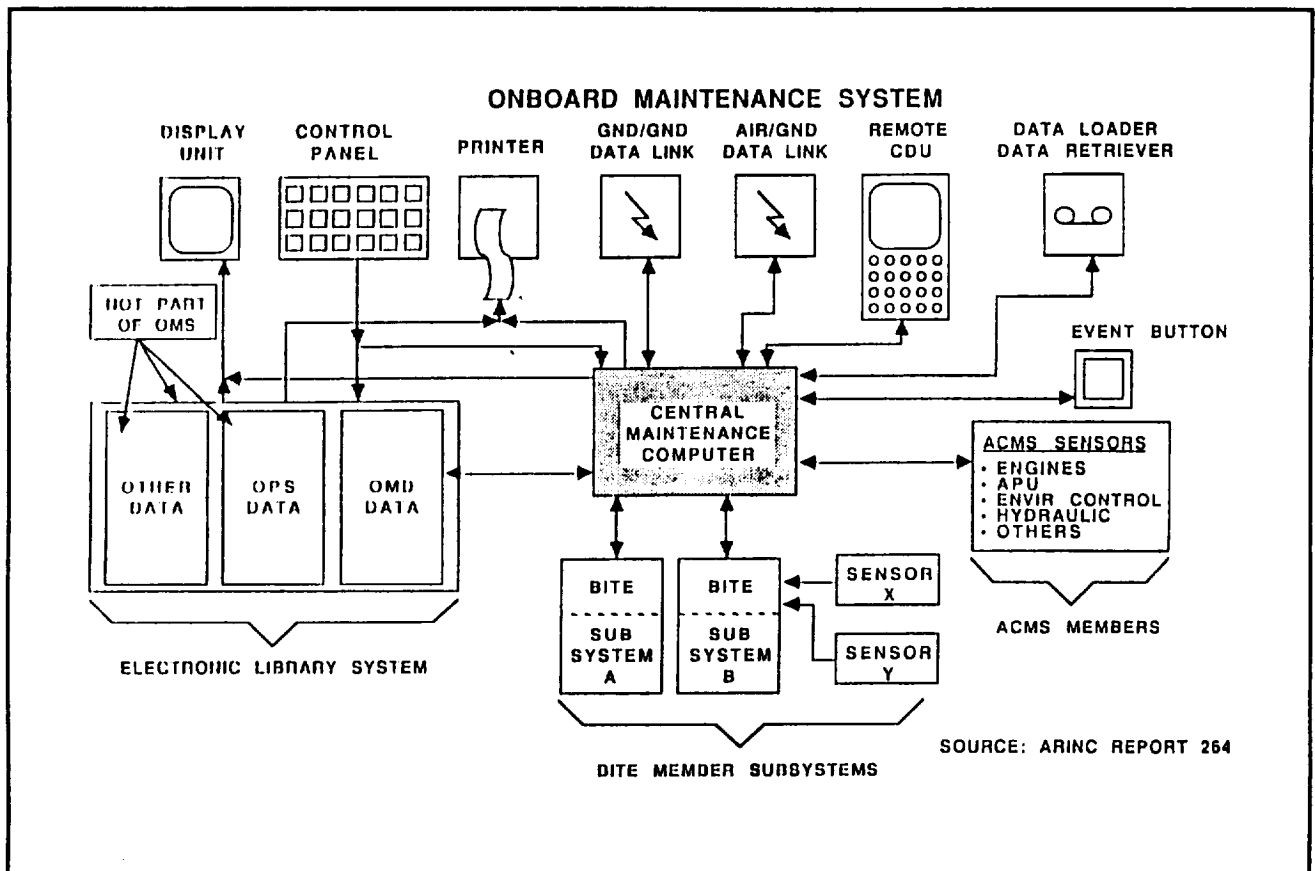 ONBOARD MAINTENANCE SYSTEM
DISPLAY
UNIT
CONTROL
PANEL
PRINTER
GND/GND
DATA LINK
AIR/GND
DATA LINK
REMOTE
CDU
DATA LOADER
DATA RETRIEVER
NOT PART
OF OMS
EVENT BUTTON
CENTRAL
MAINTENANCE
COMPUTER
OTHER
DATA
OPS
DATA
OMD
DATA
ACMS SENSORS
• ENGINES
• APU
• ENVIR CONTROL
• HYDRAULIC
• OTHERS
BITE
SUB
SYSTEM
A
BITE
SUB
SYSTEM
B
SENSOR
X
SENSOR
Y
ACMS MEMBERS
ELECTRONIC LIBRARY SYSTEM
BITE MEMBER SUBSYSTEMS
SOURCE: ARINC REPORT 264